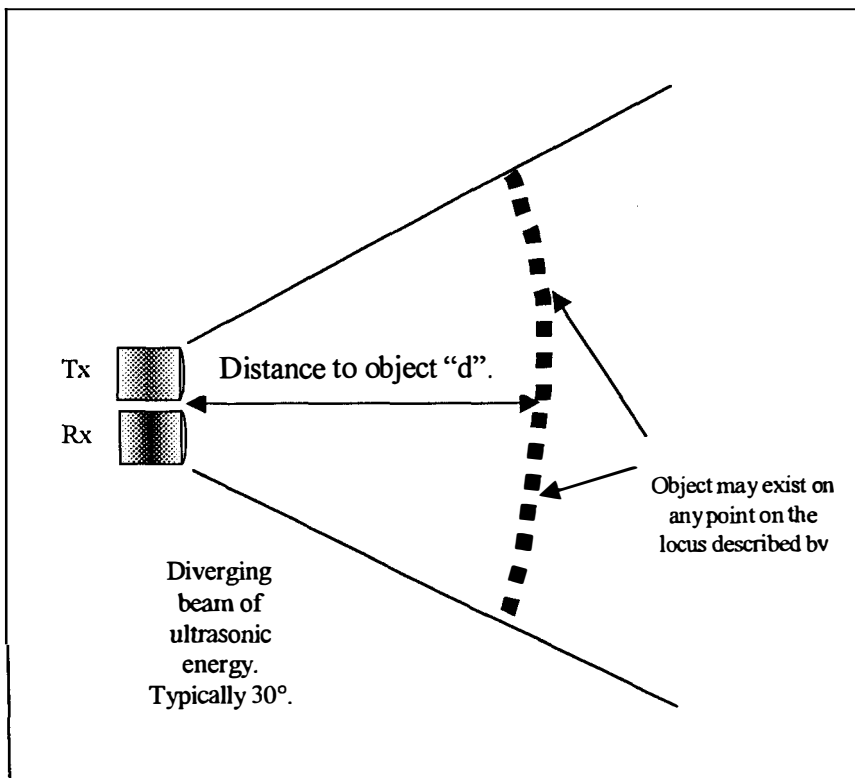 Tx
Distance to object “d”.
Rx
Object may exist on
any point on the
locus described bv
Diverging
beam of
ultrasonic
energy.
Typically 30°.